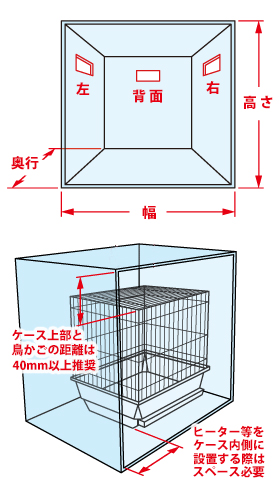 左
背面
右
高さ
奥行
幅
ケース上部と
鳥かごの距離は
40mm以上推奨
ヒーター等を
ケース内側に
設置する際は
スペース必要